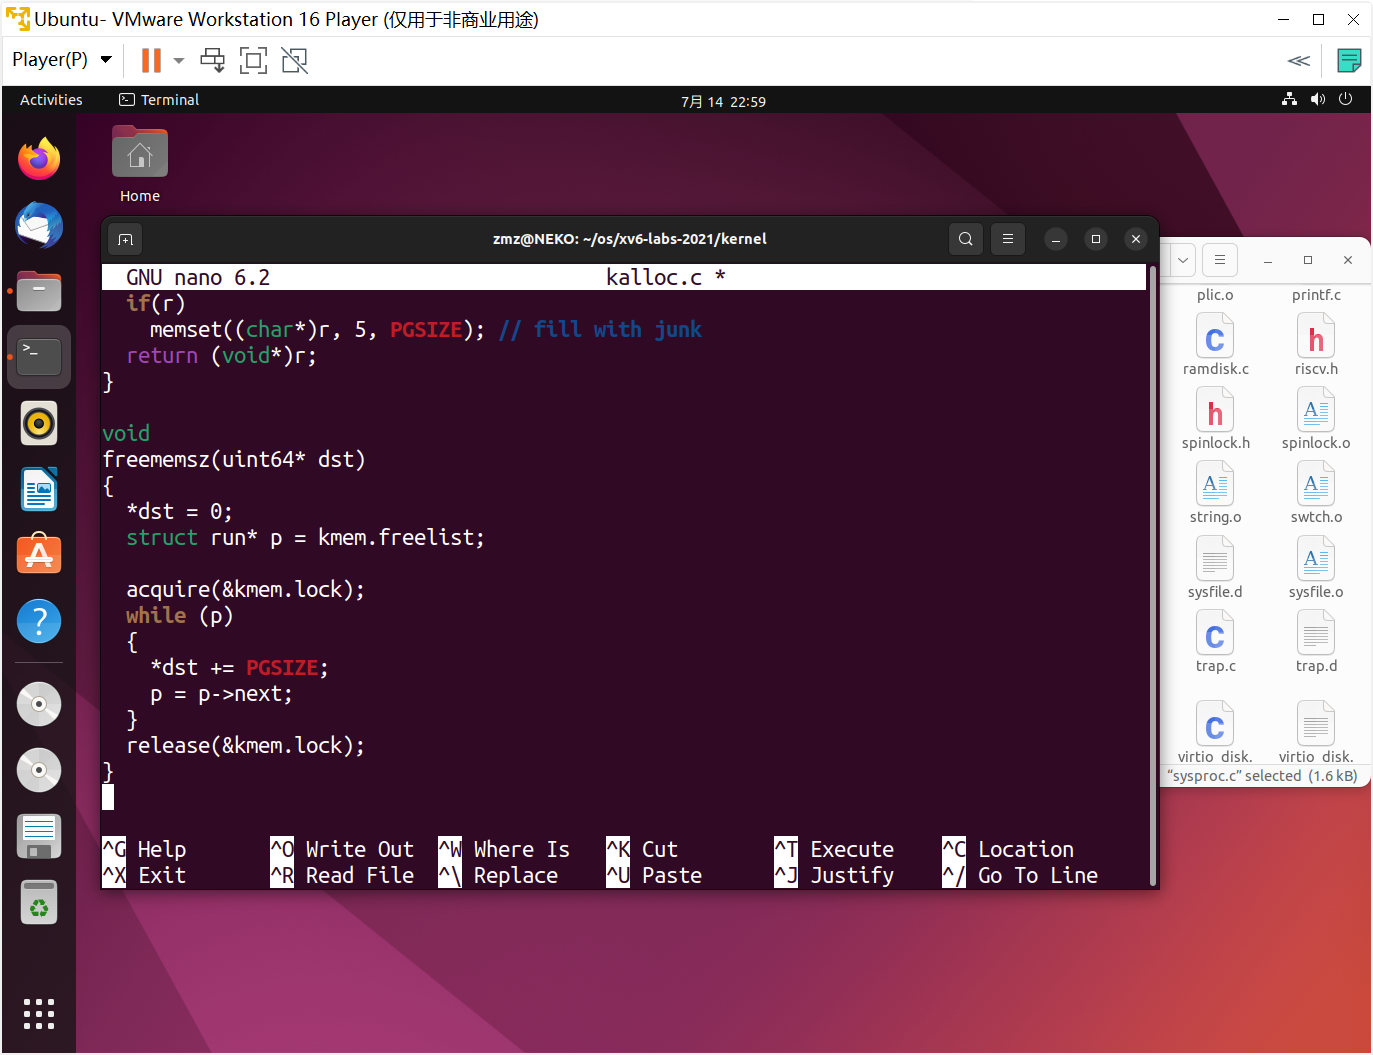 Ubuntu- VMware Workstation 16 Player (仅用于非商业用途)
Player(P)
Activities
Terminal
7月 14 22:59
Home
zmz@NEKO: ~/os/xv6-labs-2021/kernel
GNU nano 6.2 kalloc.c *
if(r)
memset((char*)r, 5, PGSIZE); // fill with junk
return (void*)r;
}
void
freememsz(uint64* dst)
{
*dst = 0;
struct run* p = kmem.freelist;
acquire(&kmem.lock);
while (p)
{
*dst += PGSIZE;
p = p->next;
}
release(&kmem.lock);
}
^G Help ^O Write Out ^W Where Is ^K Cut ^T Execute ^C Location
^X Exit ^R Read File ^\ Replace ^U Paste ^J Justify ^/ Go To Line
plic.o printf.c
ramdisk.c riscv.h
spinlock.h spinlock.o
string.o swtch.o
sysfile.d sysfile.o
trap.c trap.d
virtio_disk. virtio_disk.
“sysproc.c” selected (1.6 kB)